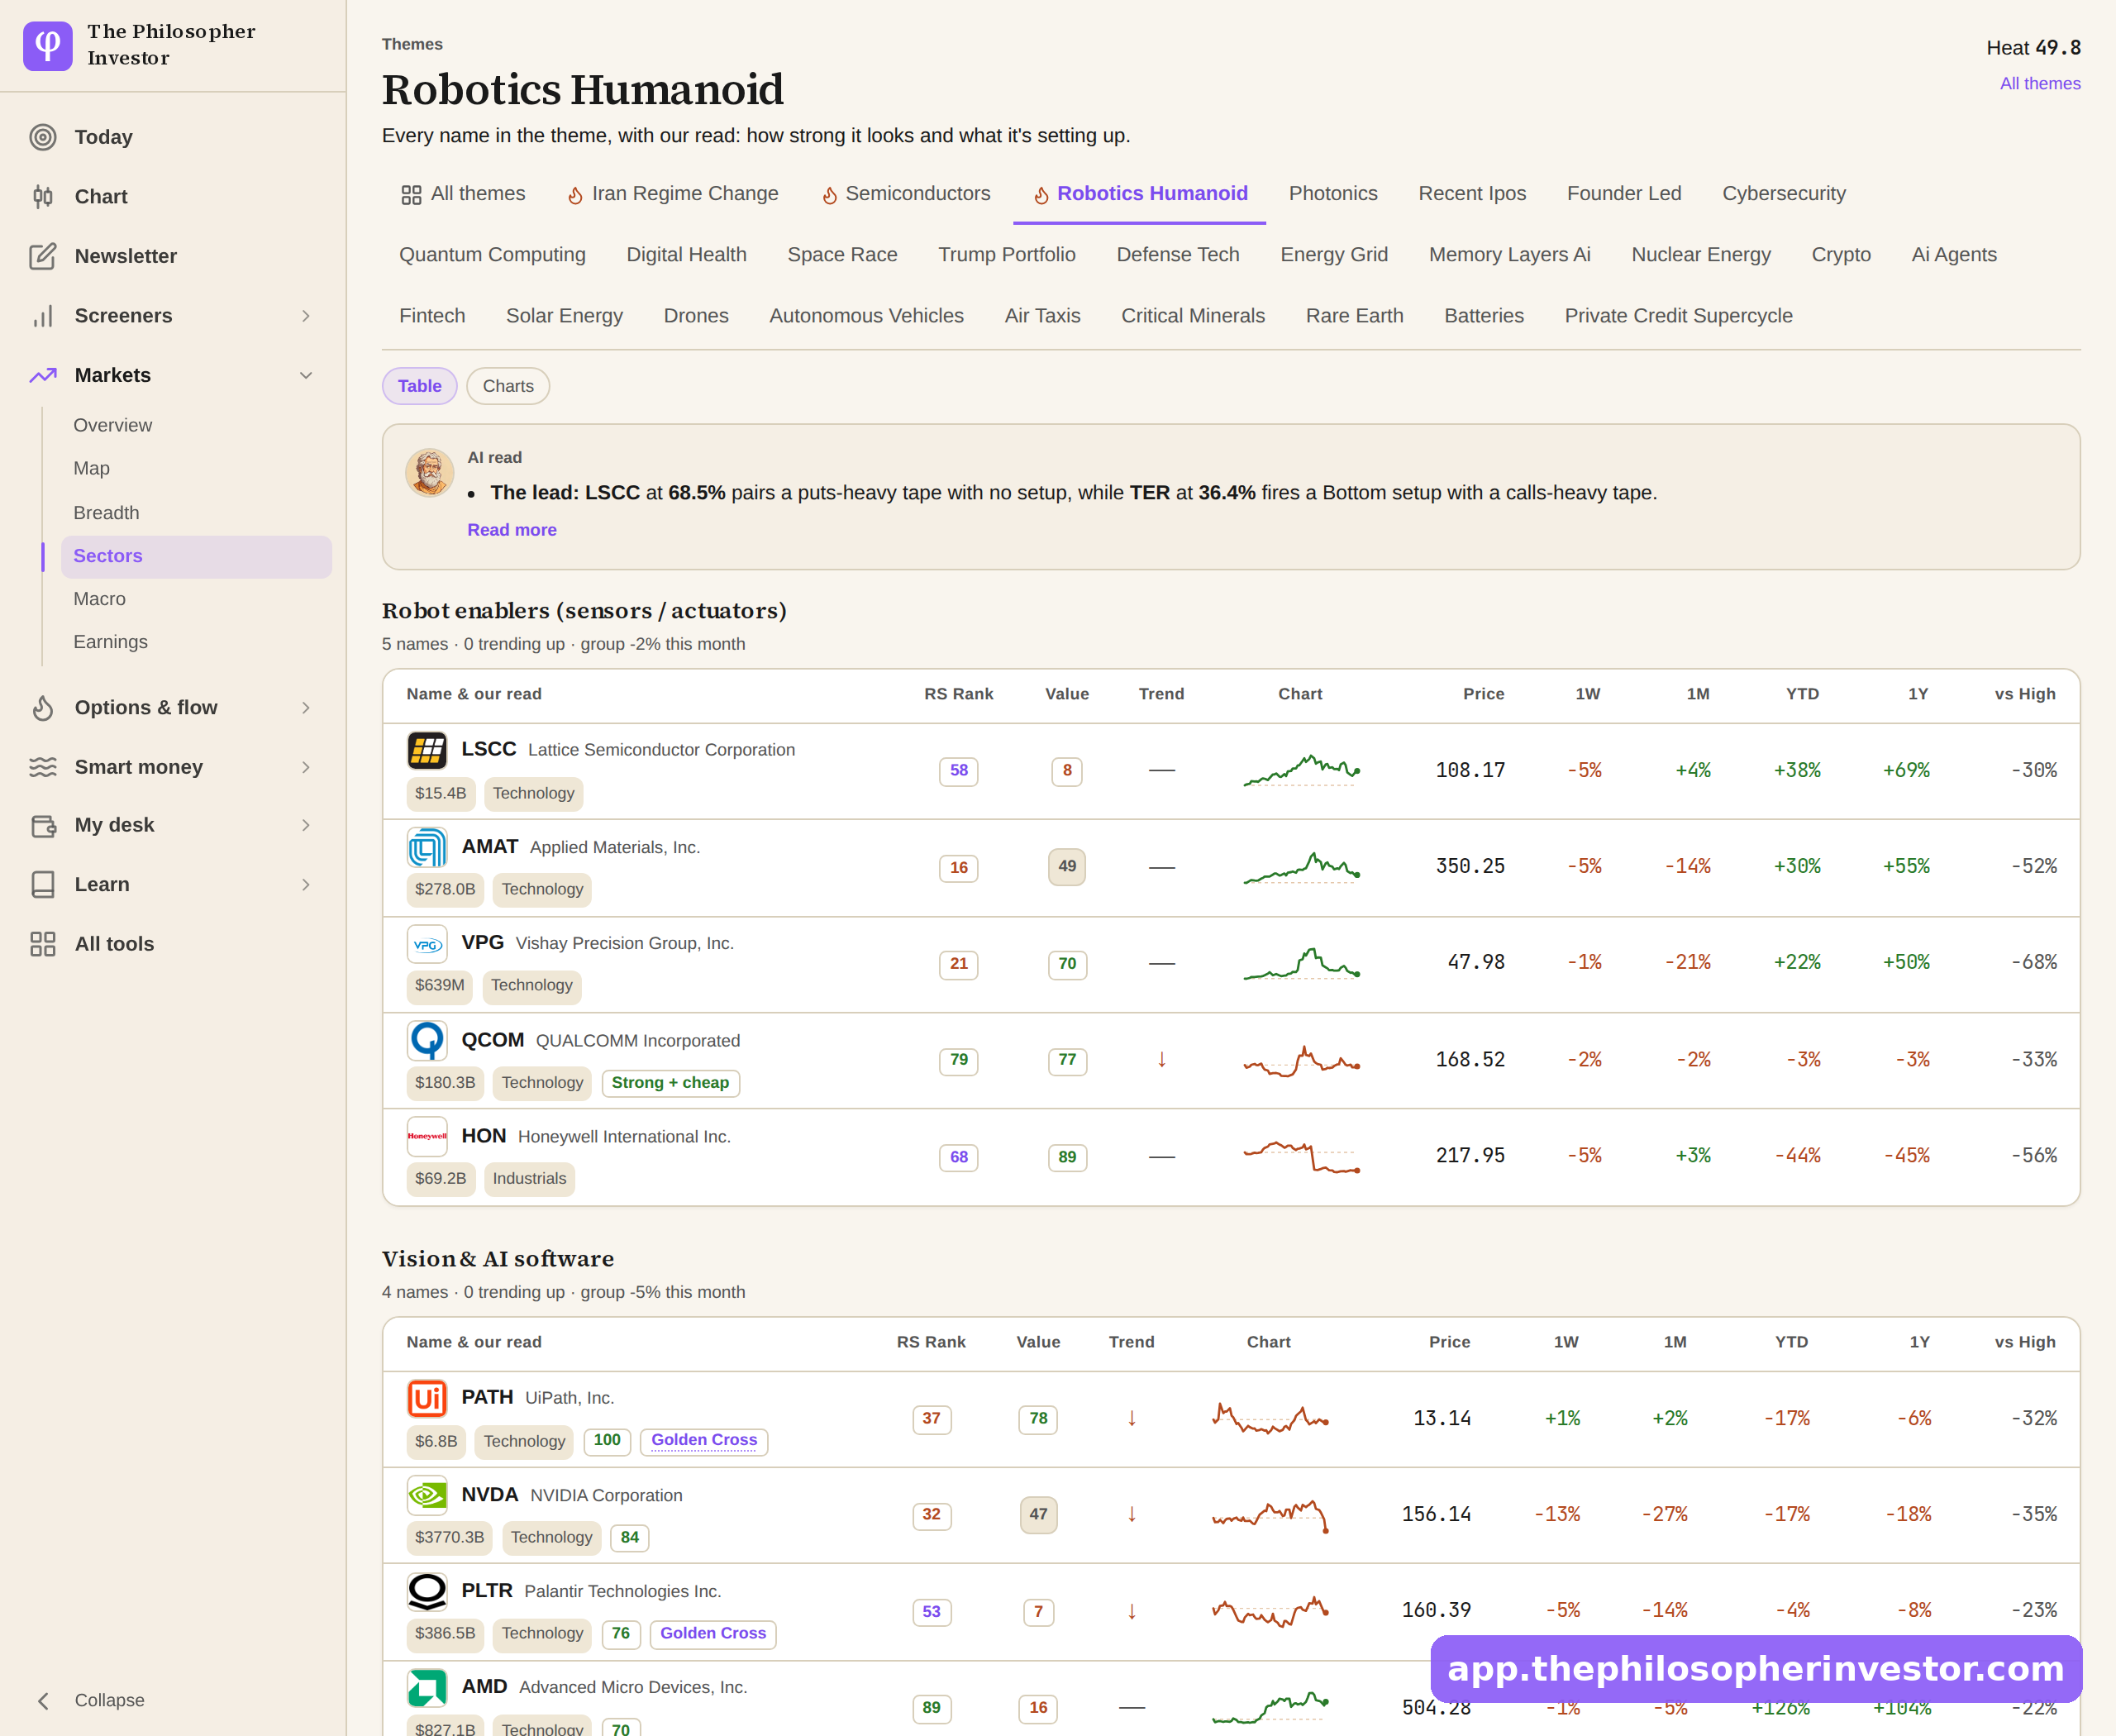 φ The Philosopher
Investor
Today
Chart
Newsletter
Screeners
Markets
Overview
Map
Breadth
Sectors
Macro
Earnings
Options & flow
Smart money
My desk
Learn
All tools
Collapse
Themes
Heat 49.8
Robotics Humanoid
All themes
Every name in the theme, with our read: how strong it looks and what it's setting up.
All themes Iran Regime Change Semiconductors Robotics Humanoid Photonics Recent Ipos Founder Led Cybersecurity
Quantum Computing Digital Health Space Race Trump Portfolio Defense Tech Energy Grid Memory Layers Ai Nuclear Energy Crypto Ai Agents
Fintech Solar Energy Drones Autonomous Vehicles Air Taxis Critical Minerals Rare Earth Batteries Private Credit Supercycle
Table Charts
AI read
• The lead: LSCC at 68.5% pairs a puts-heavy tape with no setup, while TER at 36.4% fires a Bottom setup with a calls-heavy tape.
Read more
Robot enablers (sensors / actuators)
5 names · 0 trending up · group -2% this month
Name & our read RS Rank Value Trend Chart Price 1W 1M YTD 1Y vs High
LSCC Lattice Semiconductor Corporation
58 8 — 108.17 -5% +4% +38% +69% -30%
$15.4B Technology
AMAT Applied Materials, Inc.
16 49 — 350.25 -5% -14% +30% +55% -52%
$278.0B Technology
VPG VPG Vishay Precision Group, Inc.
21 70 — 47.98 -1% -21% +22% +50% -68%
$639M Technology
QCOM QUALCOMM Incorporated
79 77 ↓ 168.52 -2% -2% -3% -3% -33%
$180.3B Technology Strong + cheap
Honeywell HON Honeywell International Inc.
68 89 — 217.95 -5% +3% -44% -45% -56%
$69.2B Industrials
Vision & AI software
4 names · 0 trending up · group -5% this month
Name & our read RS Rank Value Trend Chart Price 1W 1M YTD 1Y vs High
Ui PATH UiPath, Inc.
37 78 ↓ 13.14 +1% +2% -17% -6% -32%
$6.8B Technology 100 Golden Cross
NVDA NVIDIA Corporation
32 47 ↓ 156.14 -13% -27% -17% -18% -35%
$3770.3B Technology 84
PLTR Palantir Technologies Inc.
53 7 ↓ 160.39 -5% -14% -4% -8% -23%
$386.5B Technology 76 Golden Cross
AMD Advanced Micro Devices, Inc.
89 16 — 504.28 -1% -5% +126% +104% -22%
$827.1B Technology 70
app.thephilosopherinvestor.com